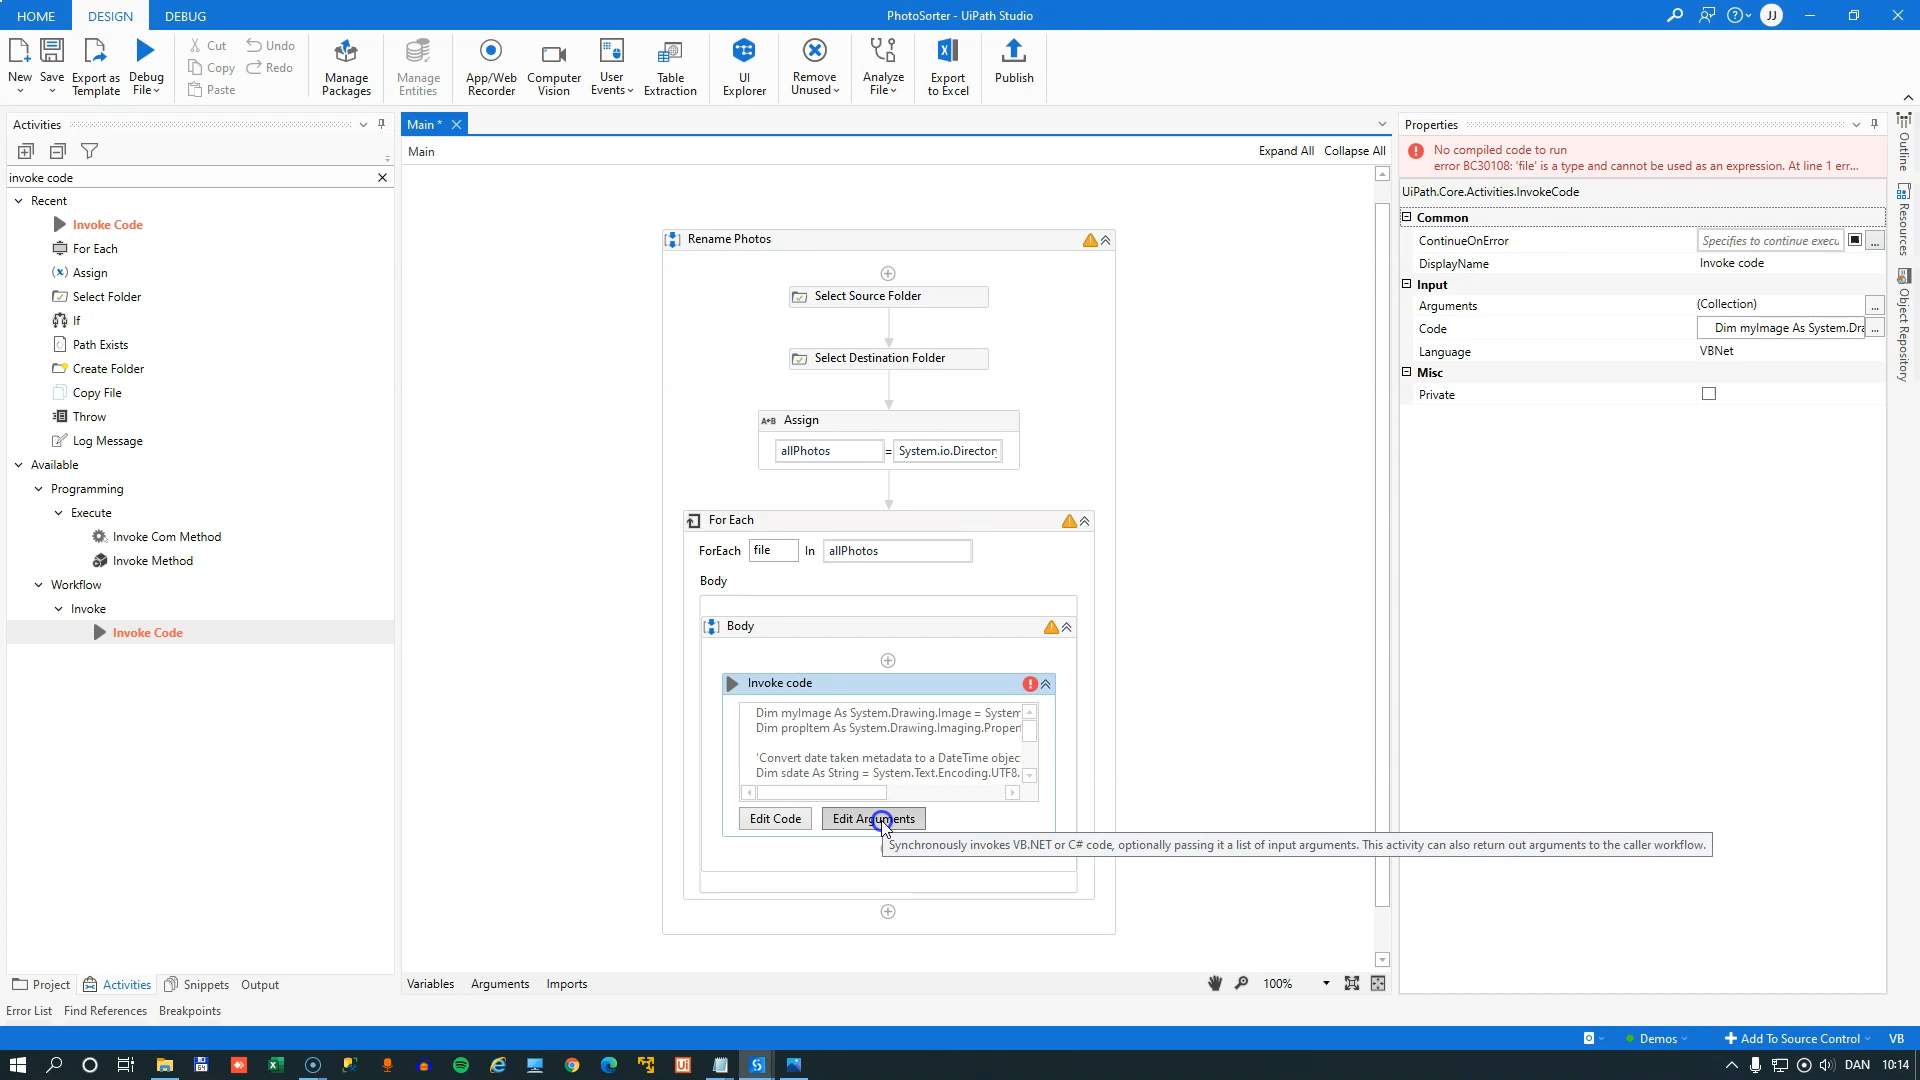 HOME
DESIGN
DEBUG
PhotoSorter - UiPath Studio
JJ
New
Save
Export as Template
Debug File
Cut
Copy
Paste
Undo
Redo
Manage Packages
Manage Entities
App/Web Recorder
Computer Vision
User Events
Table Extraction
UI Explorer
Remove Unused
Analyze File
Export to Excel
Publish
Activities
invoke code
Recent
Invoke Code
For Each
Assign
Select Folder
If
Path Exists
Create Folder
Copy File
Throw
Log Message
Available
Programming
Execute
Invoke Com Method
Invoke Method
Workflow
Invoke
Invoke Code
Project
Activities
Snippets
Output
Error List
Find References
Breakpoints
Main *
Main
Expand All
Collapse All
Rename Photos
Select Source Folder
Select Destination Folder
A+B Assign
allPhotos = System.io.Director
For Each
ForEach file In allPhotos
Body
Body
Invoke code
Dim myImage As System.Drawing.Image = System
Dim propItem As System.Drawing.Imaging.Proper
'Convert date taken metadata to a DateTime objec
Dim sdate As String = System.Text.Encoding.UTF8.
Edit Code
Edit Arguments
Synchronously invokes VB.NET or C# code, optionally passing it a list of input arguments. This activity can also return out arguments to the caller workflow.
Variables
Arguments
Imports
100%
Properties
No compiled code to run
error BC30108: 'file' is a type and cannot be used as an expression. At line 1 err...
UiPath.Core.Activities.InvokeCode
Common
ContinueOnError Specifies to continue execu ...
DisplayName Invoke code
Input
Arguments (Collection) ...
Code Dim myImage As System.Dra ...
Language VBNet
Misc
Private
Outline
Resources
Object Repository
Demos
Add To Source Control
VB
DAN
10:14